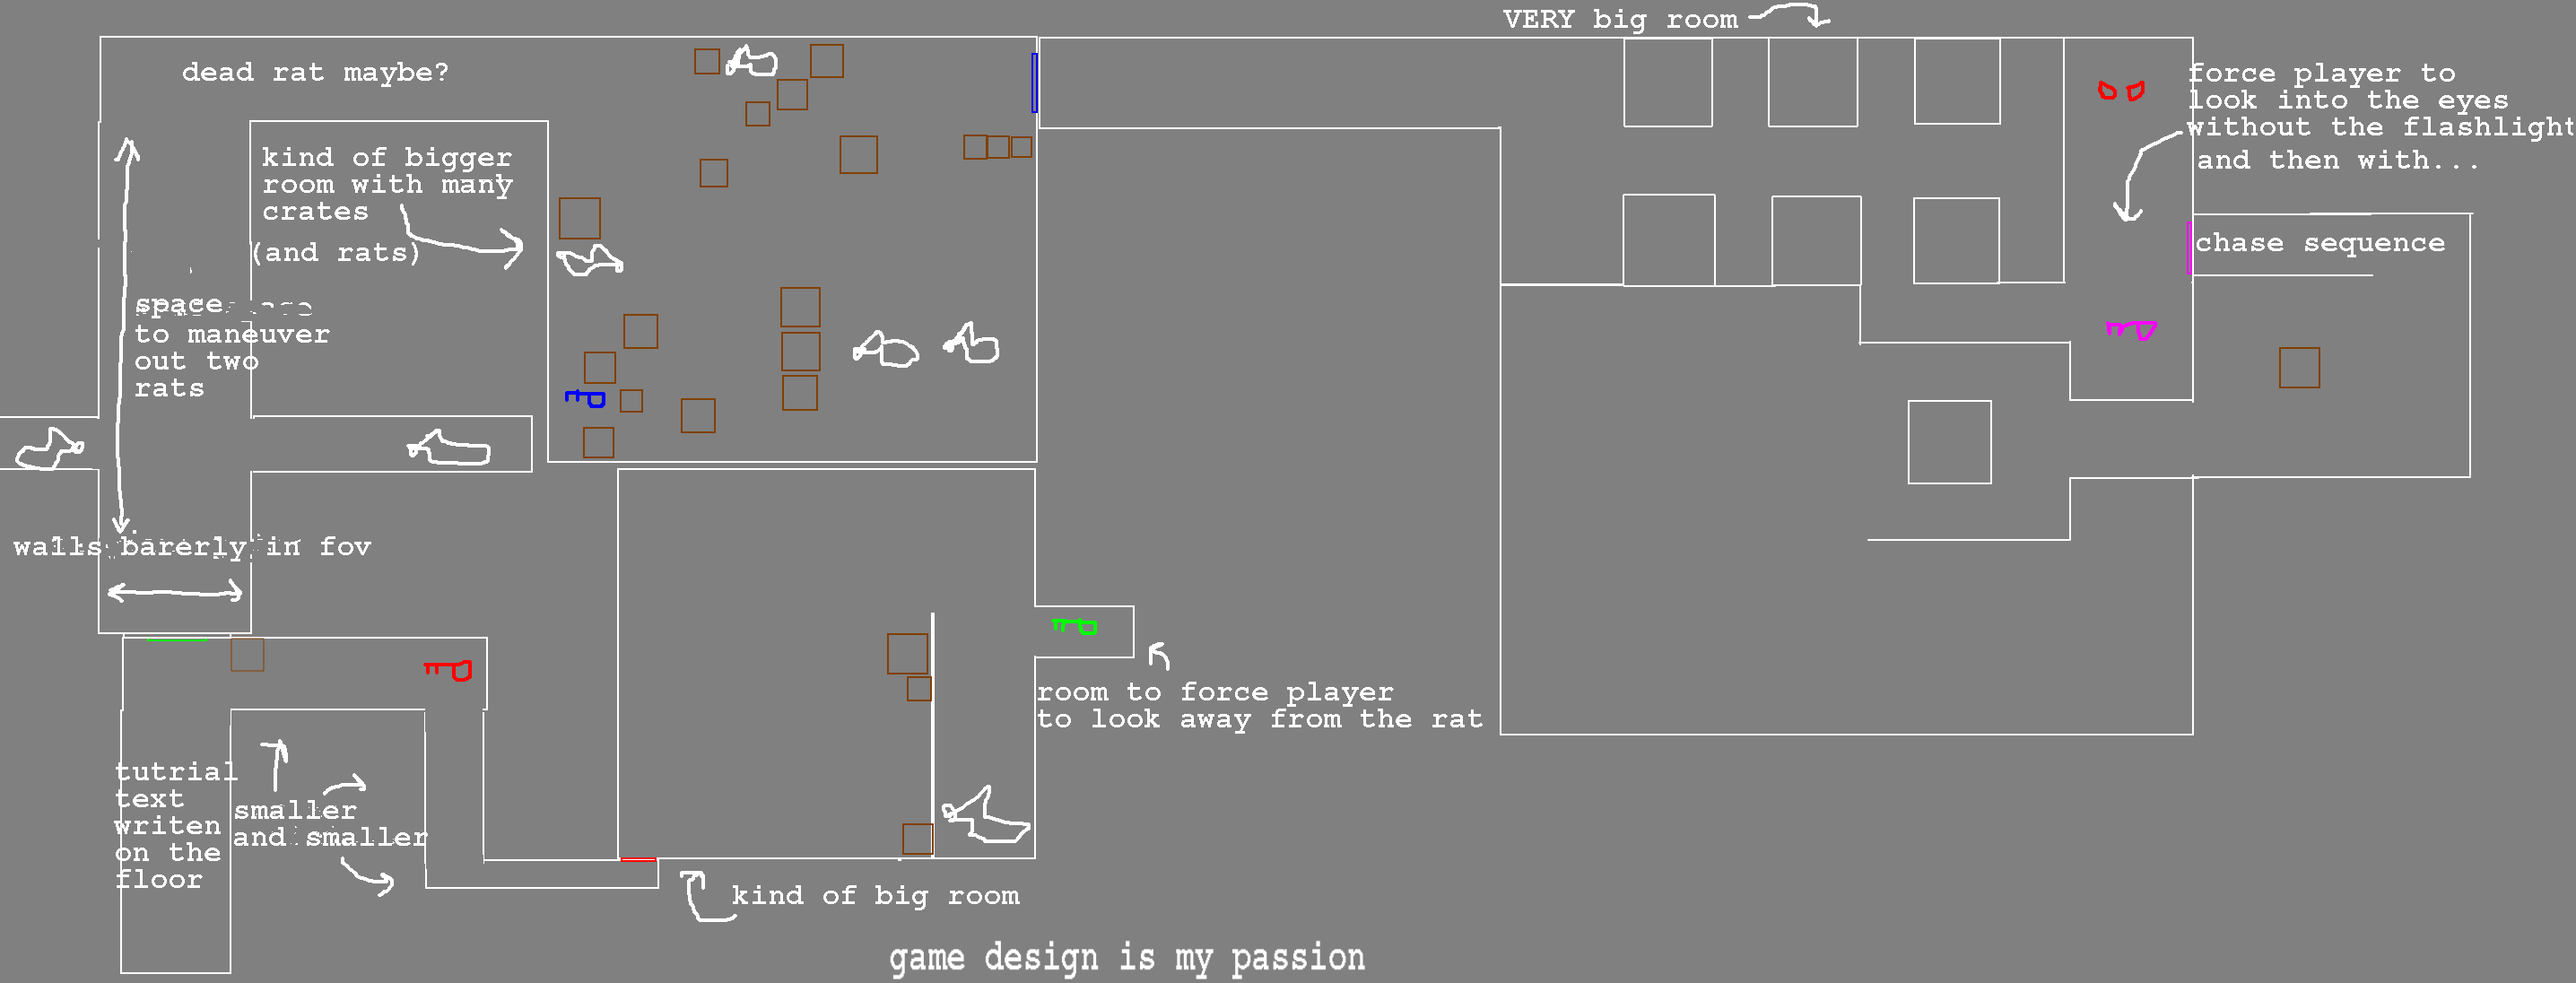 VERY big room
dead rat maybe?
force player to
look into the eyes
without the flashlight
and then with...
kind of bigger
room with many
crates
(and rats)
chase sequence
space
to maneuver
out two
rats
walls barerly in fov
room to force player
to look away from the rat
tutrial
text
writen
on the
floor
smaller
and smaller
kind of big room
game design is my passion